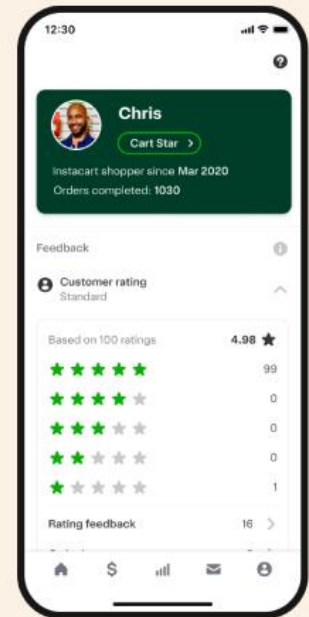 12:30
Chris
Cart Star >
Instacart shopper since Mar 2020
Orders completed: 1030
Feedback
Customer rating
Standard
Based on 100 ratings 4.98 ★
99
0
0
0
1
Rating feedback 16 >